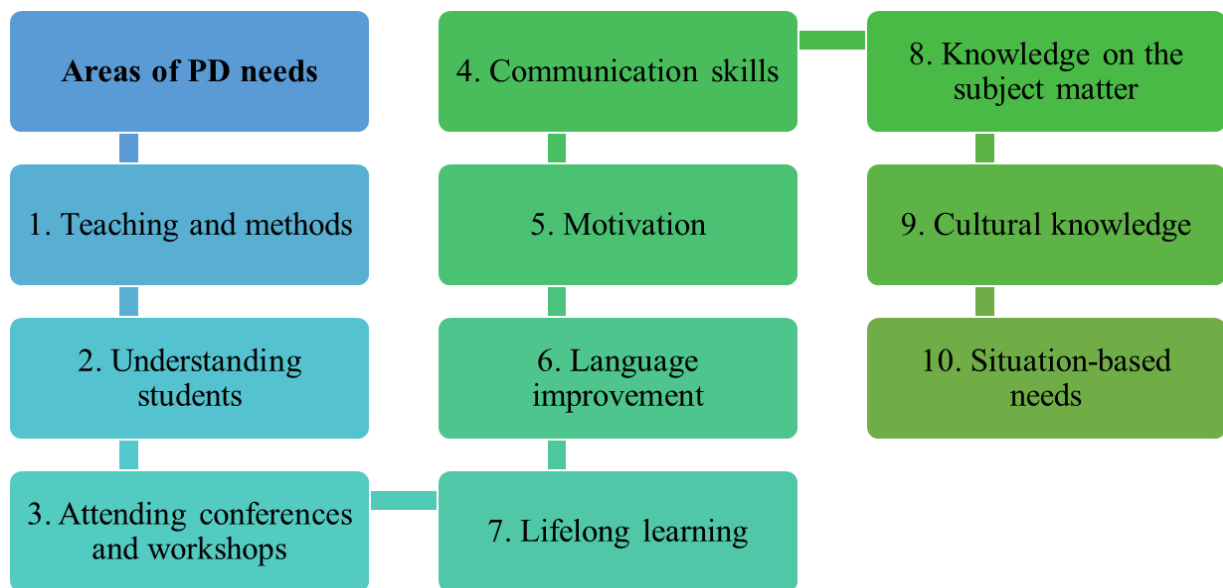 Areas of PD needs
1. Teaching and methods
2. Understanding
students
3. Attending conferences
and workshops
4. Communication skills
5. Motivation
6. Language
improvement
7. Lifelong learning
8. Knowledge on the
subject matter
9. Cultural knowledge
10. Situation-based
needs